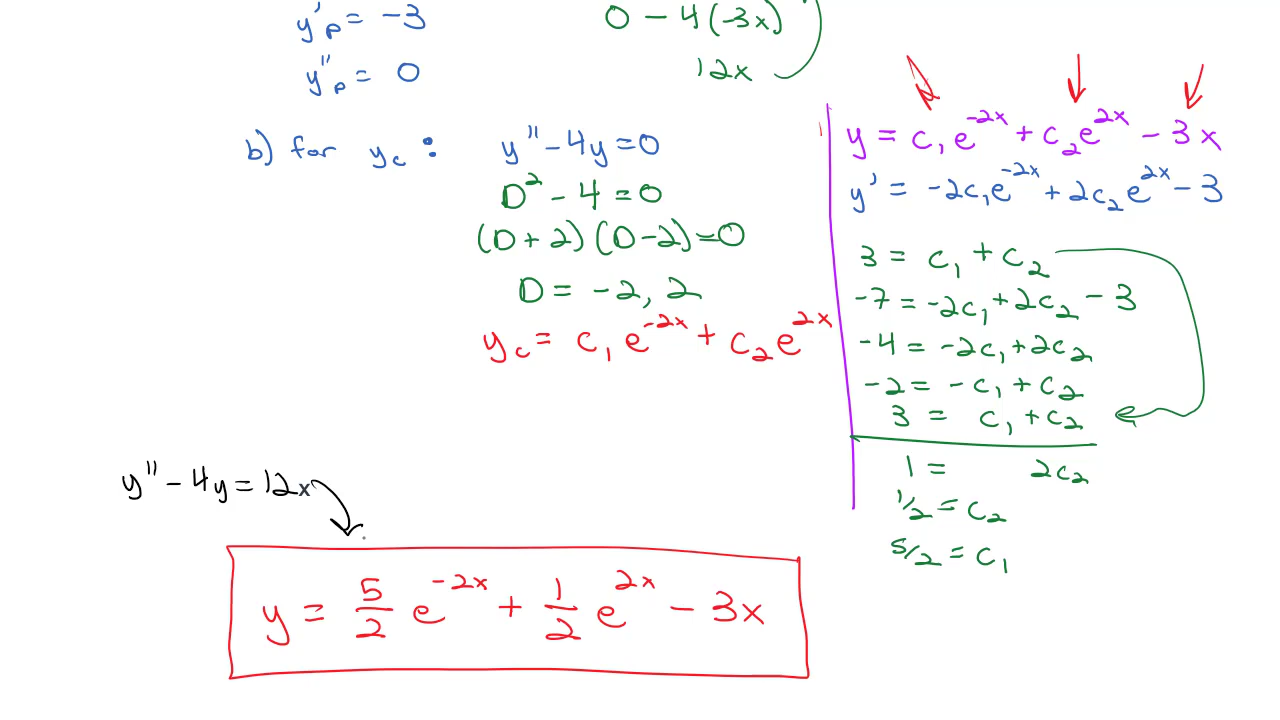 y'ₚ = -3
y''ₚ = 0
0 - 4(-3x)
12x
b) for y_c : y'' - 4y = 0
D² - 4 = 0
(D + 2)(D - 2) = 0
D = -2, 2
y_c = c₁e^(-2x) + c₂e^(2x)
y = c₁e^(-2x) + c₂e^(2x) - 3x
y' = -2c₁e^(-2x) + 2c₂e^(2x) - 3
3 = c₁ + c₂
-7 = -2c₁ + 2c₂ - 3
-4 = -2c₁ + 2c₂
-2 = -c₁ + c₂
3 = c₁ + c₂
1 = 2c₂
1/2 = c₂
5/2 = c₁
y'' - 4y = 12x
y = 5/2 e^(-2x) + 1/2 e^(2x) - 3x